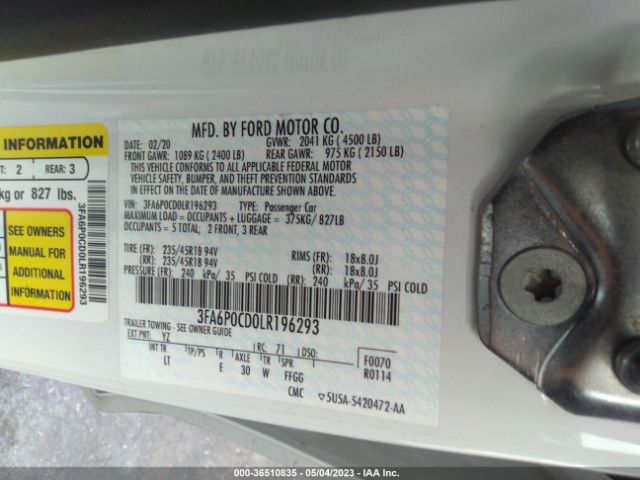 INFORMATION
2 REAR: 3
kg or 827 lbs.
SEE OWNERS
MANUAL FOR
ADDITIONAL
INFORMATION
3FA6P0CD0LR196293
MFD. BY FORD MOTOR CO.
DATE: 02/20 GVWR: 2041 KG ( 4500 LB)
FRONT GAWR: 1089 KG ( 2400 LB) REAR GAWR: 975 KG ( 2150 LB)
THIS VEHICLE CONFORMS TO ALL APPLICABLE FEDERAL MOTOR
VEHICLE SAFETY, BUMPER, AND THEFT PREVENTION STANDARDS
IN EFFECT ON THE DATE OF MANUFACTURE SHOWN ABOVE.
VIN: 3FA6P0CD0LR196293 TYPE: Passenger Car
MAXIMUM LOAD = OCCUPANTS + LUGGAGE = 375KG/ 827LB
OCCUPANTS = 5 TOTAL: 2 FRONT, 3 REAR
TIRE (FR): 235/45R18 94V RIMS (FR): 18x8.0J
(RR): 235/45R18 94V (RR): 18x8.0J
PRESSURE (FR): 240 kPa/ 35 PSI COLD (RR): 240 kPa/ 35 PSI COLD
3FA6P0CD0LR196293
TRAILER TOWING - SEE OWNER GUIDE
EXT PNT: YZ RC: 71 DSO: F0070
INT TR TP/PS R AXLE TR SPR R0114
LT E 30 W FFGG
CMC 5U5A-5420472-AA
000-36510835 - 05/04/2023 - IAA Inc.